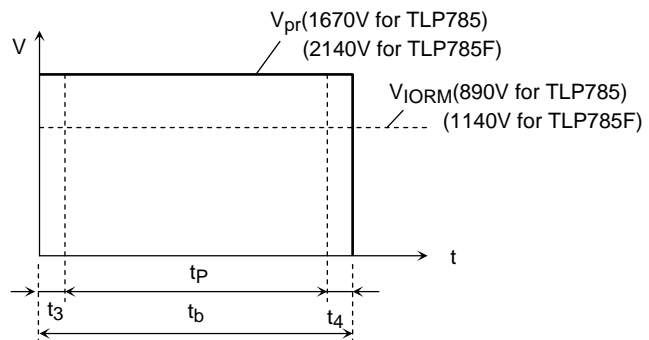 Vpr(1670V for TLP785)
(2140V for TLP785F)
V
VIORM(890V for TLP785)
(1140V for TLP785F)
t
tP
t3
tb
t4